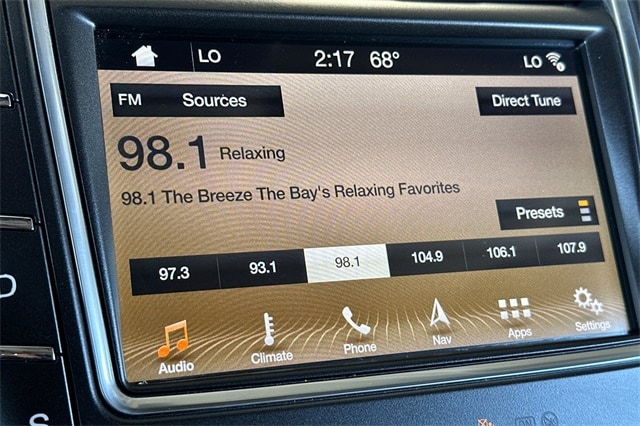 LO 2:17 68° LO
FM Sources Direct Tune
98.1 Relaxing
98.1 The Breeze The Bay's Relaxing Favorites
Presets
97.3 93.1 98.1 104.9 106.1 107.9
Audio Climate Phone Nav Apps Settings
D
S